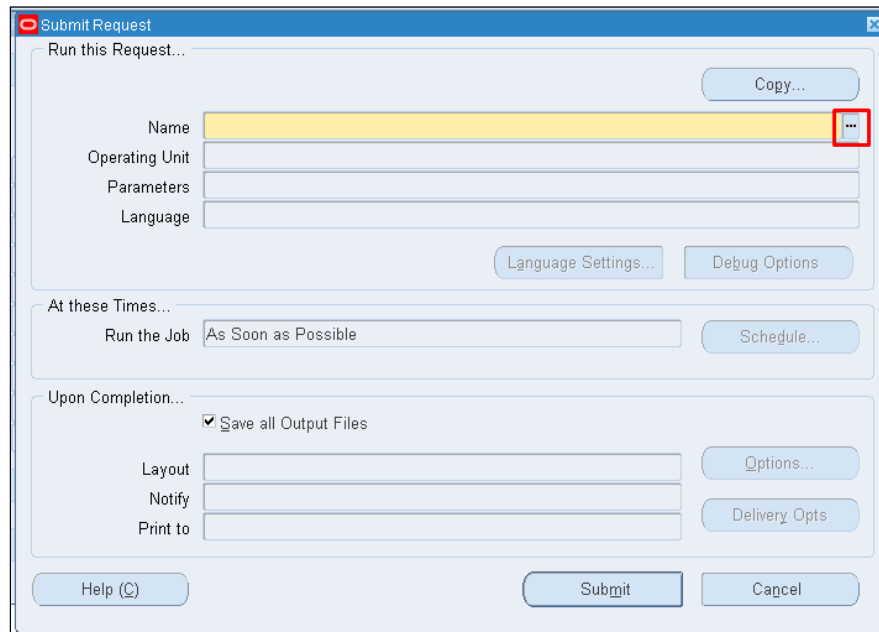 Submit Request
Run this Request...
Copy...
Name
Operating Unit
Parameters
Language
Language Settings... Debug Options
At these Times...
Run the Job As Soon as Possible Schedule...
Upon Completion...
Save all Output Files
Layout Options...
Notify
Delivery Opts
Print to
Help (C) Submit Cancel